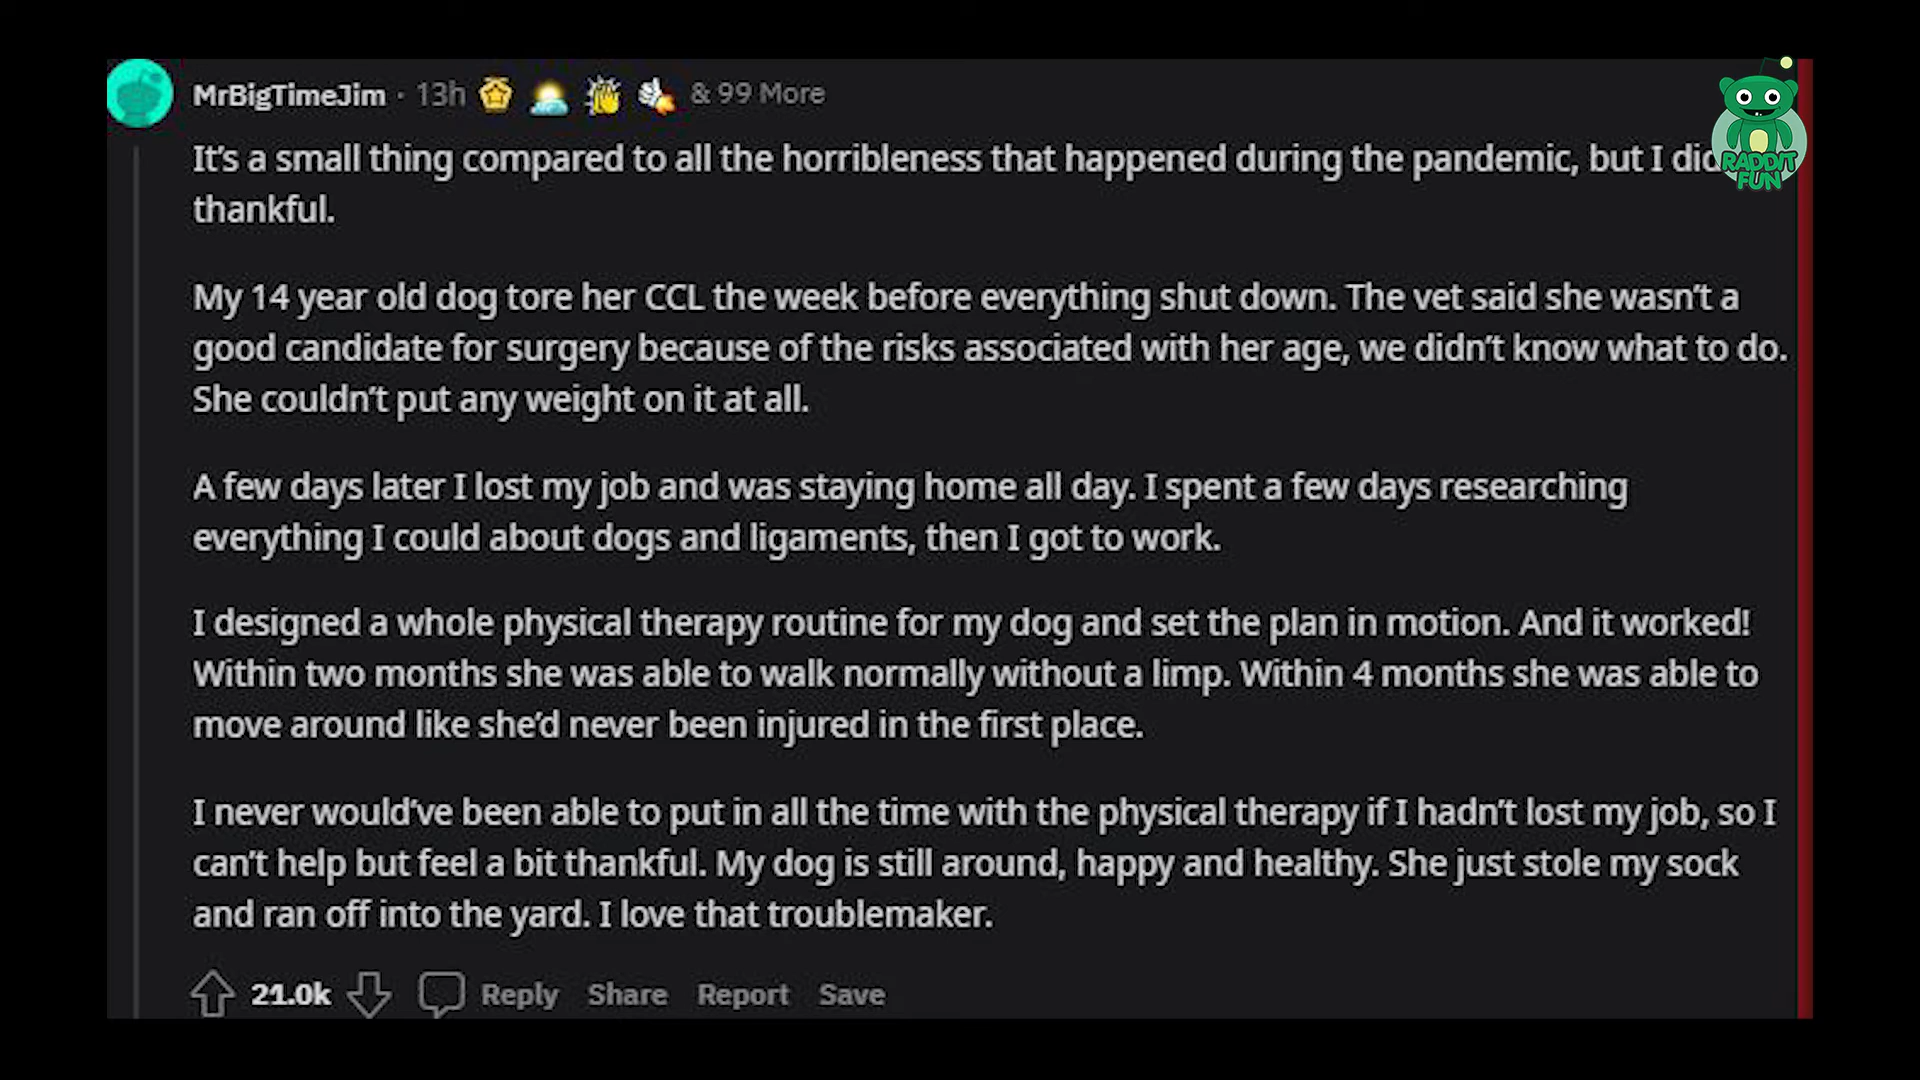 MrBigTimeJim · 13h & 99 More
It's a small thing compared to all the horribleness that happened during the pandemic, but I
thankful.
My 14 year old dog tore her CCL the week before everything shut down. The vet said she wasn't a
good candidate for surgery because of the risks associated with her age, we didn't know what to do.
She couldn't put any weight on it at all.
A few days later I lost my job and was staying home all day. I spent a few days researching
everything I could about dogs and ligaments, then I got to work.
I designed a whole physical therapy routine for my dog and set the plan in motion. And it worked!
Within two months she was able to walk normally without a limp. Within 4 months she was able to
move around like she'd never been injured in the first place.
I never would've been able to put in all the time with the physical therapy if I hadn't lost my job, so I
can't help but feel a bit thankful. My dog is still around, happy and healthy. She just stole my sock
and ran off into the yard. I love that troublemaker.
21.0k Reply Share Report Save
RADDIT
FUN